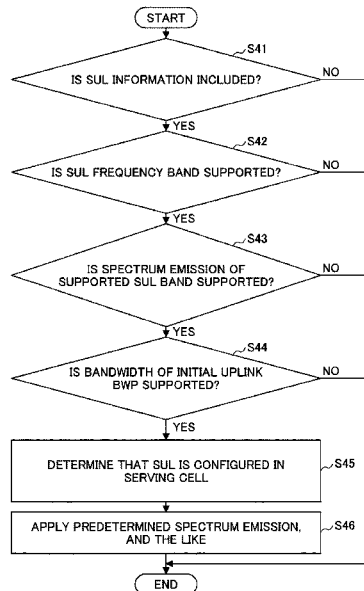 START
S41
IS SUL INFORMATION INCLUDED?
NO
YES
S42
IS SUL FREQUENCY BAND SUPPORTED?
NO
YES
S43
IS SPECTRUM EMISSION OF
SUPPORTED SUL BAND SUPPORTED?
NO
YES
S44
IS BANDWIDTH OF INITIAL UPLINK
BWP SUPPORTED?
NO
YES
DETERMINE THAT SUL IS CONFIGURED IN
SERVING CELL
S45
APPLY PREDETERMINED SPECTRUM EMISSION,
AND THE LIKE
S46
END